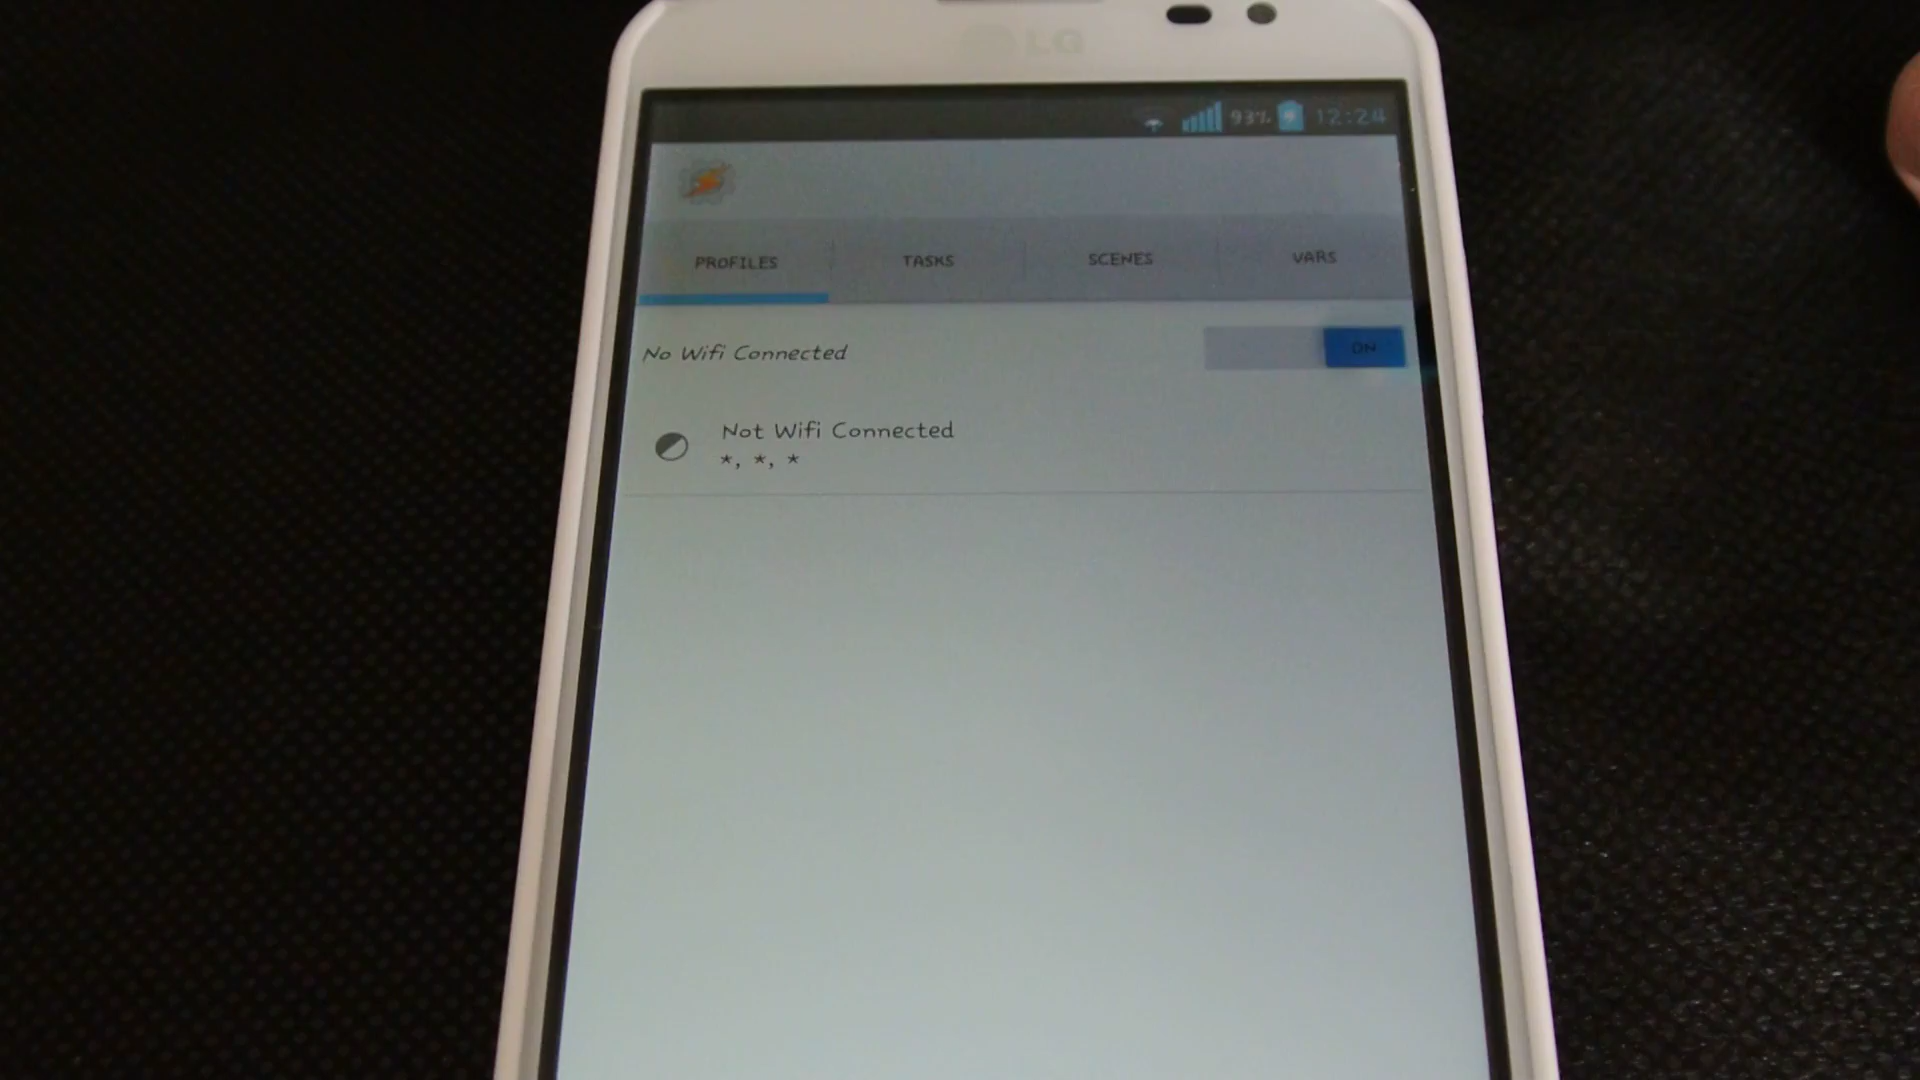 LG
93% 12:24
PROFILES TASKS SCENES VARS
No Wifi Connected ON
Not Wifi Connected
*, *, *